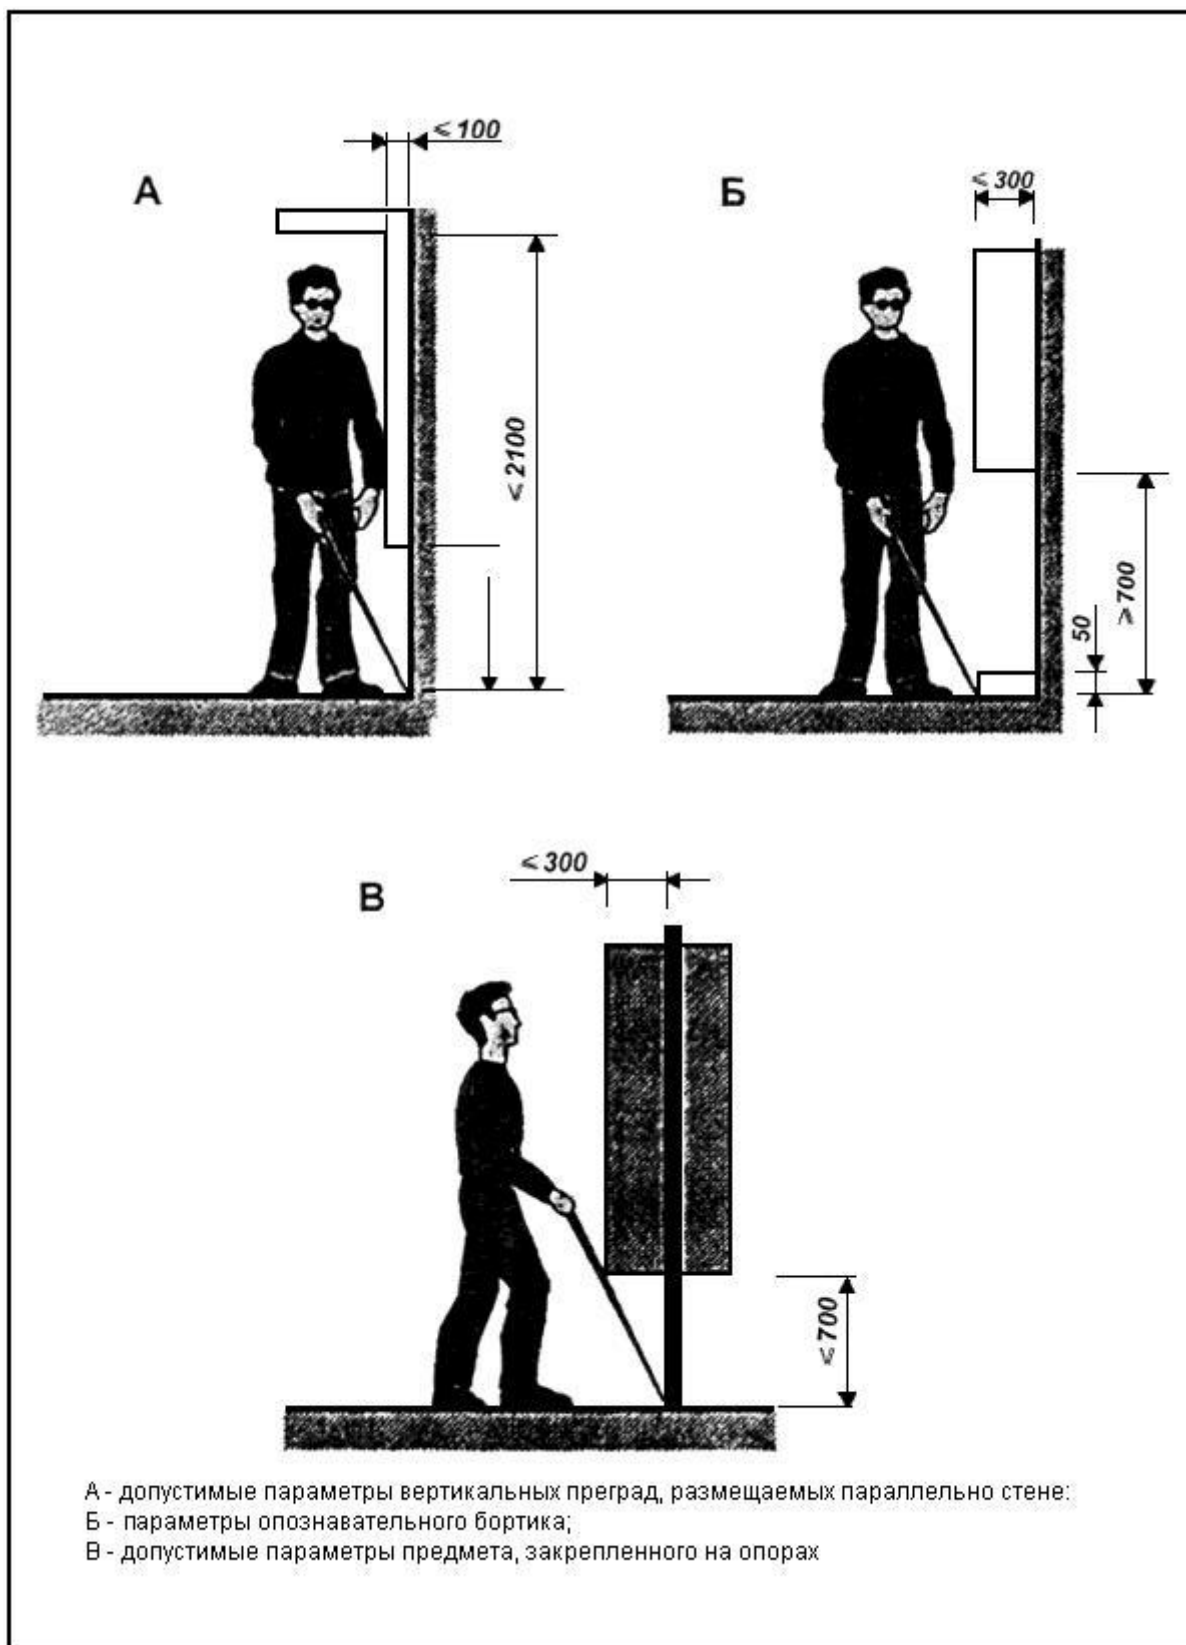 ≤ 100
А
Б
≤ 300
≤ 2100
≥ 700
50
≤ 300
В
≤ 700
А - допустимые параметры вертикальных преград, размещаемых параллельно стене:
Б - параметры опознавательного бортика;
В - допустимые параметры предмета, закрепленного на опорах